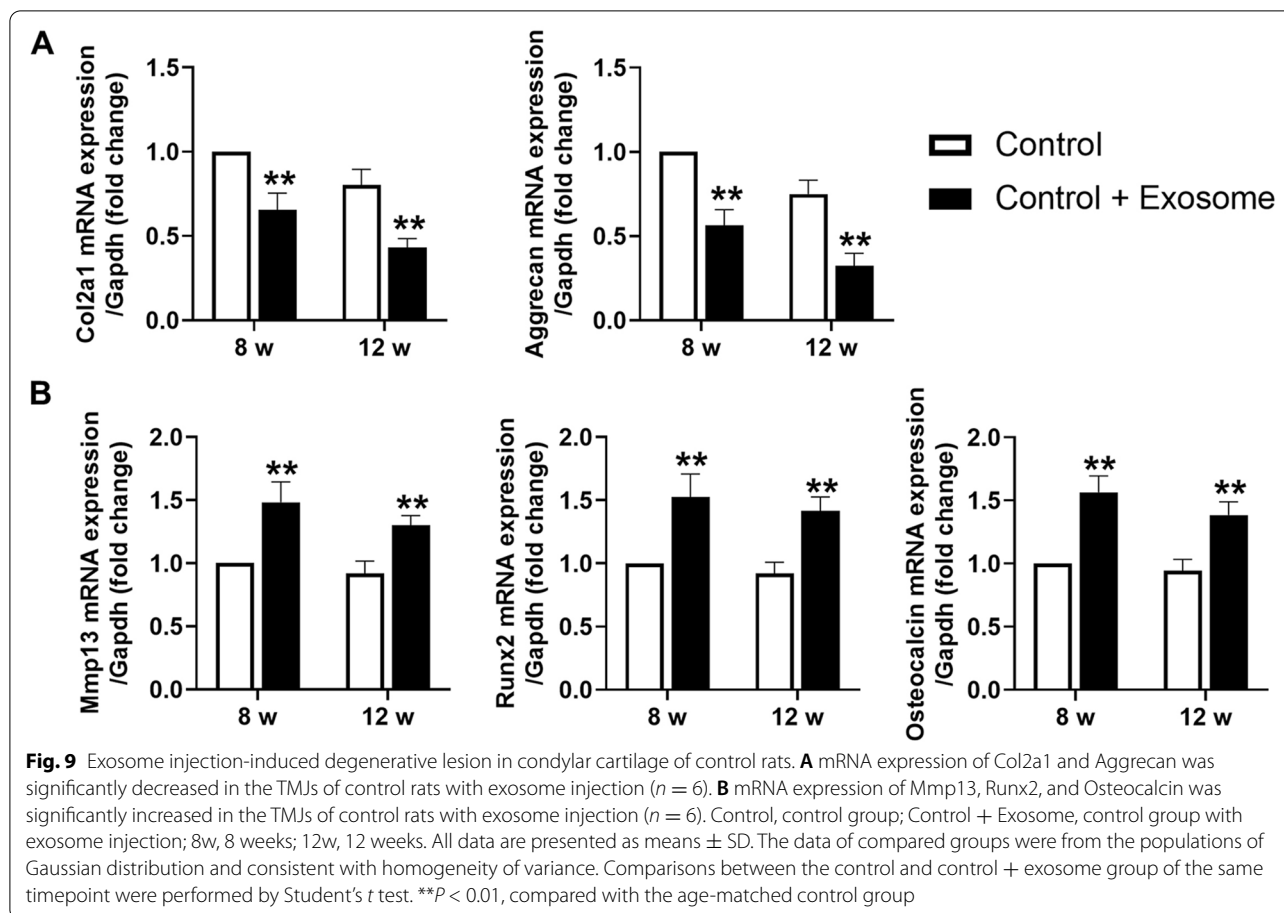 A
Col2a1 mRNA expression
/Gapdh (fold change)
1.5
1.0
0.5
0.0
**
**
8 w
12 w
Aggrecan mRNA expression
/Gapdh (fold change)
1.5
1.0
0.5
0.0
**
**
8 w
12 w
Control
Control + Exosome
B
Mmp13 mRNA expression
/Gapdh (fold change)
2.0
1.5
1.0
0.5
0.0
**
**
8 w
12 w
Runx2 mRNA expression
/Gapdh (fold change)
2.0
1.5
1.0
0.5
0.0
**
**
8 w
12 w
Osteocalcin mRNA expression
/Gapdh (fold change)
2.0
1.5
1.0
0.5
0.0
**
**
8 w
12 w
Fig. 9 Exosome injection-induced degenerative lesion in condylar cartilage of control rats. A mRNA expression of Col2a1 and Aggrecan was
significantly decreased in the TMJs of control rats with exosome injection (n = 6). B mRNA expression of Mmp13, Runx2, and Osteocalcin was
significantly increased in the TMJs of control rats with exosome injection (n = 6). Control, control group; Control + Exosome, control group with
exosome injection; 8w, 8 weeks; 12w, 12 weeks. All data are presented as means ± SD. The data of compared groups were from the populations of
Gaussian distribution and consistent with homogeneity of variance. Comparisons between the control and control + exosome group of the same
timepoint were performed by Student's t test. **P < 0.01, compared with the age-matched control group